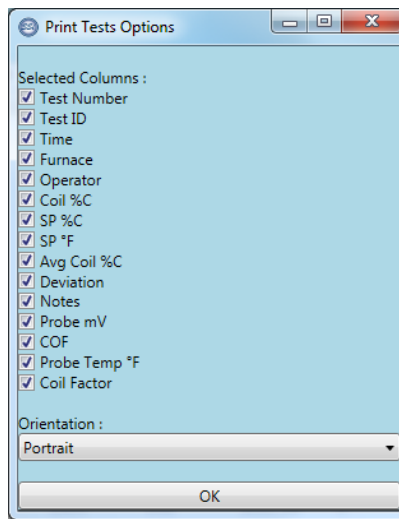 Print Tests Options
Selected Columns :
Test Number
Test ID
Time
Furnace
Operator
Coil %C
SP %C
SP °F
Avg Coil %C
Deviation
Notes
Probe mV
COF
Probe Temp °F
Coil Factor
Orientation :
Portrait
OK